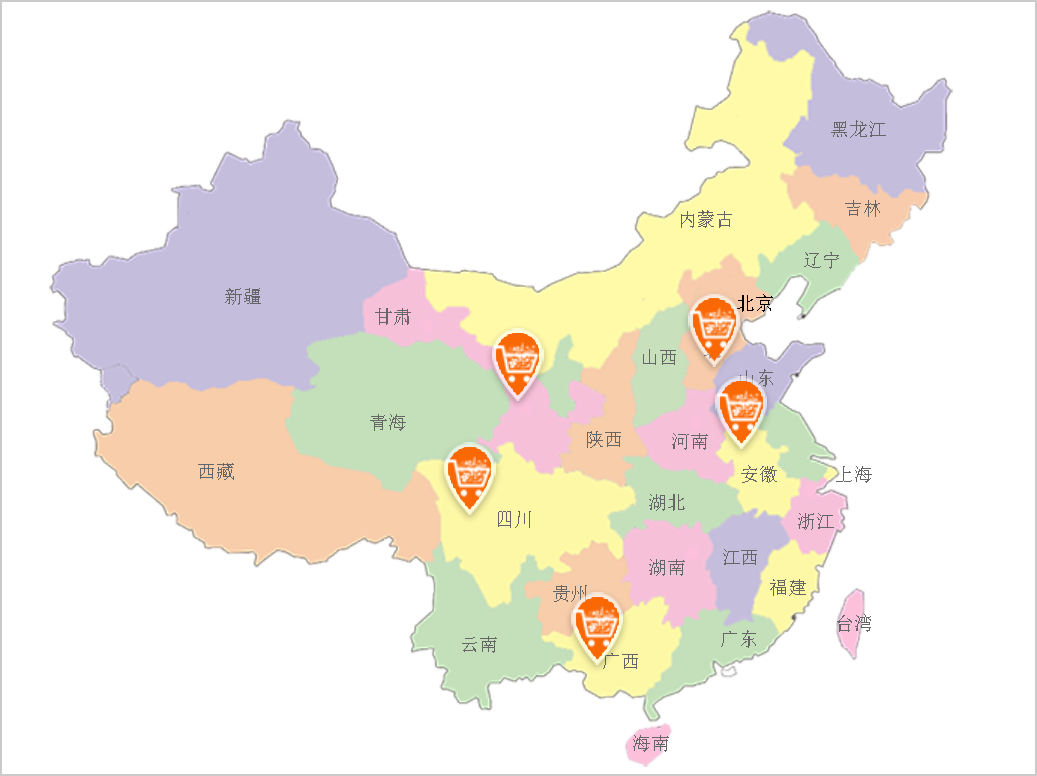 黑龙江
吉林
内蒙古
辽宁
新疆
北京
甘肃
山西
山东
青海
陕西
河南
西藏
安徽
上海
湖北
四川
浙江
江西
湖南
福建
贵州
台湾
云南
广东
广西
海南